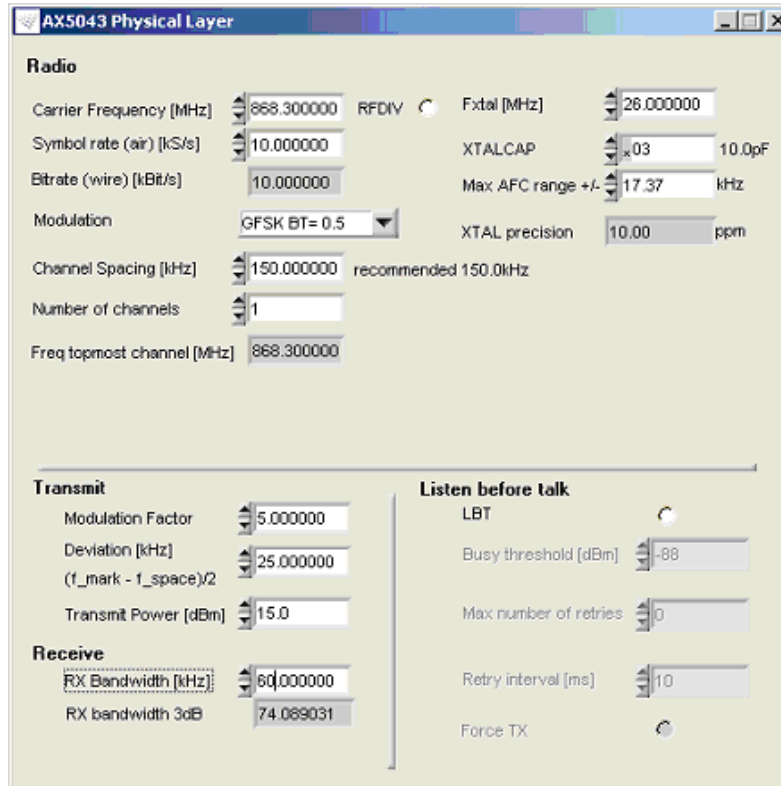 AX5043 Physical Layer
Radio
Carrier Frequency [MHz] 868.300000 RFDIV Fxtal [MHz] 26.000000
Symbol rate (air) [kS/s] 10.000000 XTALCAP x03 10.0pF
Bitrate (wire) [kBit/s] 10.000000 Max AFC range +/- 17.37 kHz
Modulation GFSK BT= 0.5 XTAL precision 10.00 ppm
Channel Spacing [kHz] 150.000000 recommended 150.0kHz
Number of channels 1
Freq topmost channel [MHz] 868.300000
Transmit Listen before talk
Modulation Factor 5.000000 LBT
Deviation [kHz] 25.000000 Busy threshold [dBm] -88
(f_mark - f_space)/2
Transmit Power [dBm] 15.0 Max number of retries 0
Receive
RX Bandwidth [kHz] 60.000000 Retry interval [ms] 10
RX bandwidth 3dB 74.089031 Force TX